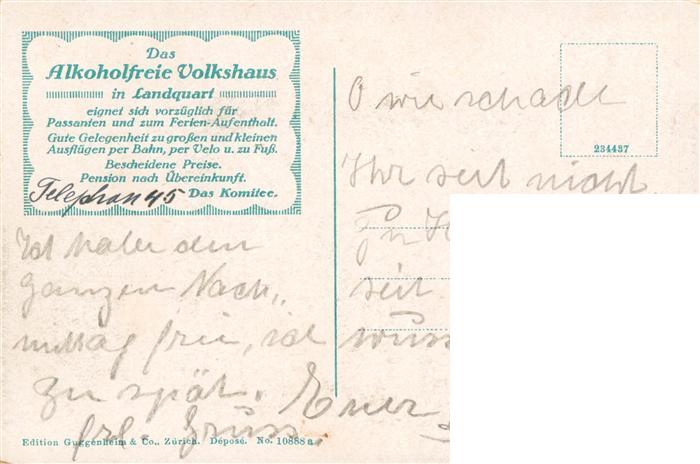 Das
Alkoholfreie Volkshaus
in Landquart
eignet sich vorzüglich für
Passanten und zum Ferien-Aufenthalt.
Gute Gelegenheit zu großen und kleinen
Ausflügen per Bahn, per Velo u. zu Fuß.
Bescheidene Preise.
Pension nach Übereinkunft.
Telephon 45 Das Komitee.
Ich habe den
ganzen Nach„
mittag frei, ist
zu spät.
frl. Gruss.
O wie schade
Ihr seit nicht
seit
Euer
234437
Edition Guggenheim & Co., Zürich. Déposé. No. 10888 a.